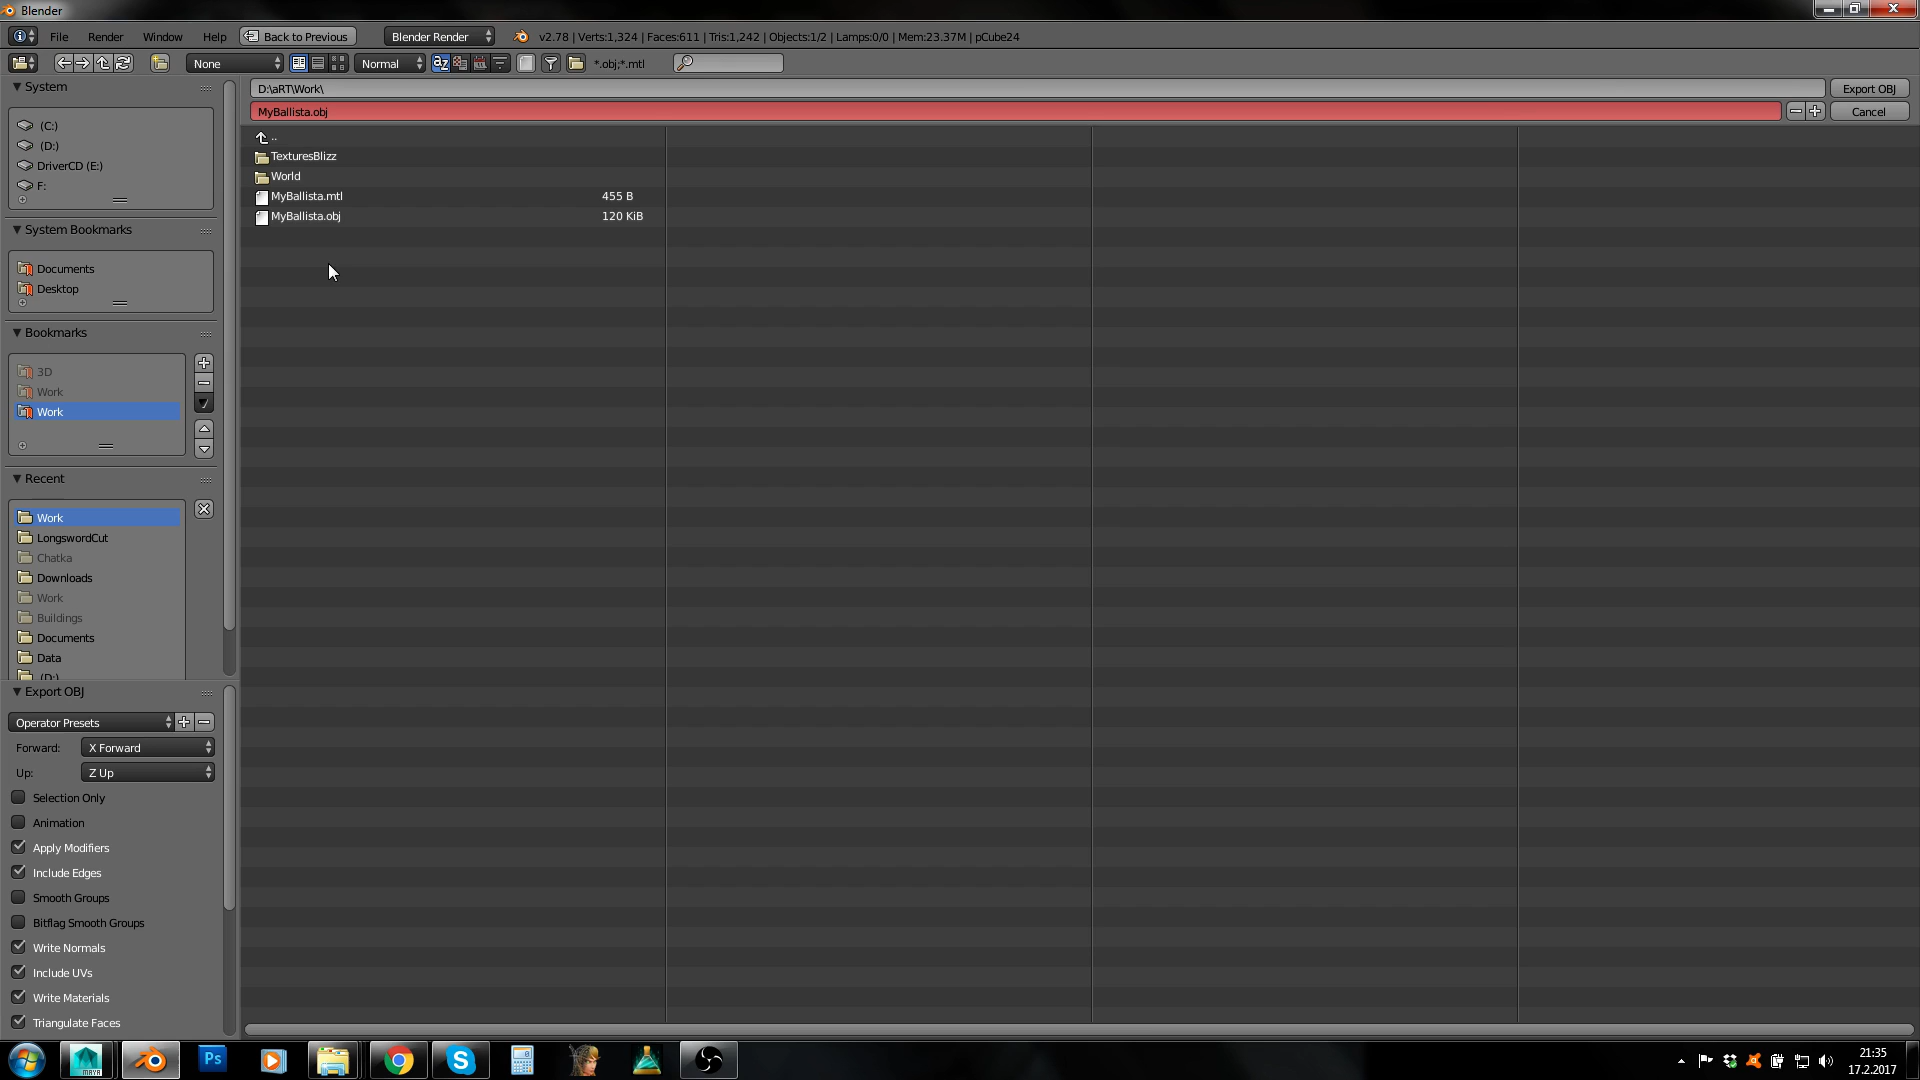 Blender
File Render Window Help Back to Previous Blender Render v2.78 | Verts:1,324 | Faces:611 | Tris:1,242 | Objects:1/2 | Lamps:0/0 | Mem:23.37M | pCube24
None Normal *.obj;*.mtl
System
(C:)
(D:)
DriverCD (E:)
F:
System Bookmarks
Documents
Desktop
Bookmarks
3D
Work
Work
Recent
Work
LongswordCut
Chatka
Downloads
Work
Buildings
Documents
Data
(D:)
Export OBJ
Operator Presets
Forward: X Forward
Up: Z Up
Selection Only
Animation
Apply Modifiers
Include Edges
Smooth Groups
Bitflag Smooth Groups
Write Normals
Include UVs
Write Materials
Triangulate Faces
D:\aRT\Work\ Export OBJ
MyBallista.obj Cancel
..
TexturesBlizz
World
MyBallista.mtl 455 B
MyBallista.obj 120 KiB
MAYA Ps
21:35
17.2.2017